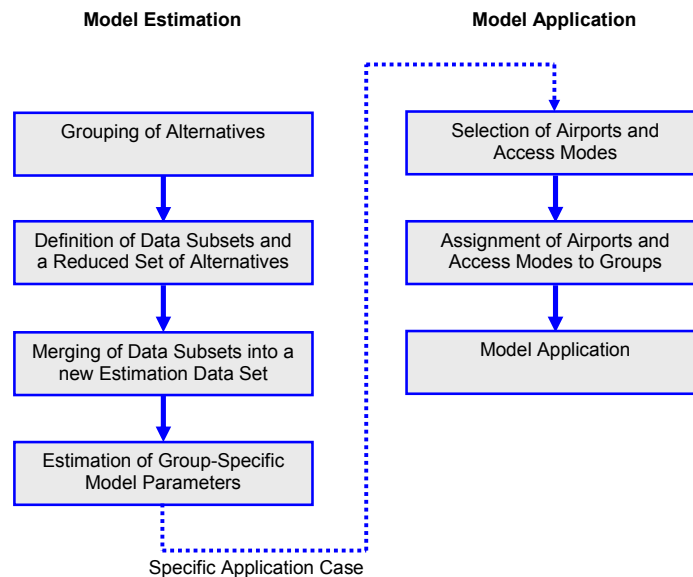 Model Estimation
Grouping of Alternatives
Definition of Data Subsets and
a Reduced Set of Alternatives
Merging of Data Subsets into a
new Estimation Data Set
Estimation of Group-Specific
Model Parameters
Specific Application Case
Model Application
Selection of Airports and
Access Modes
Assignment of Airports and
Access Modes to Groups
Model Application